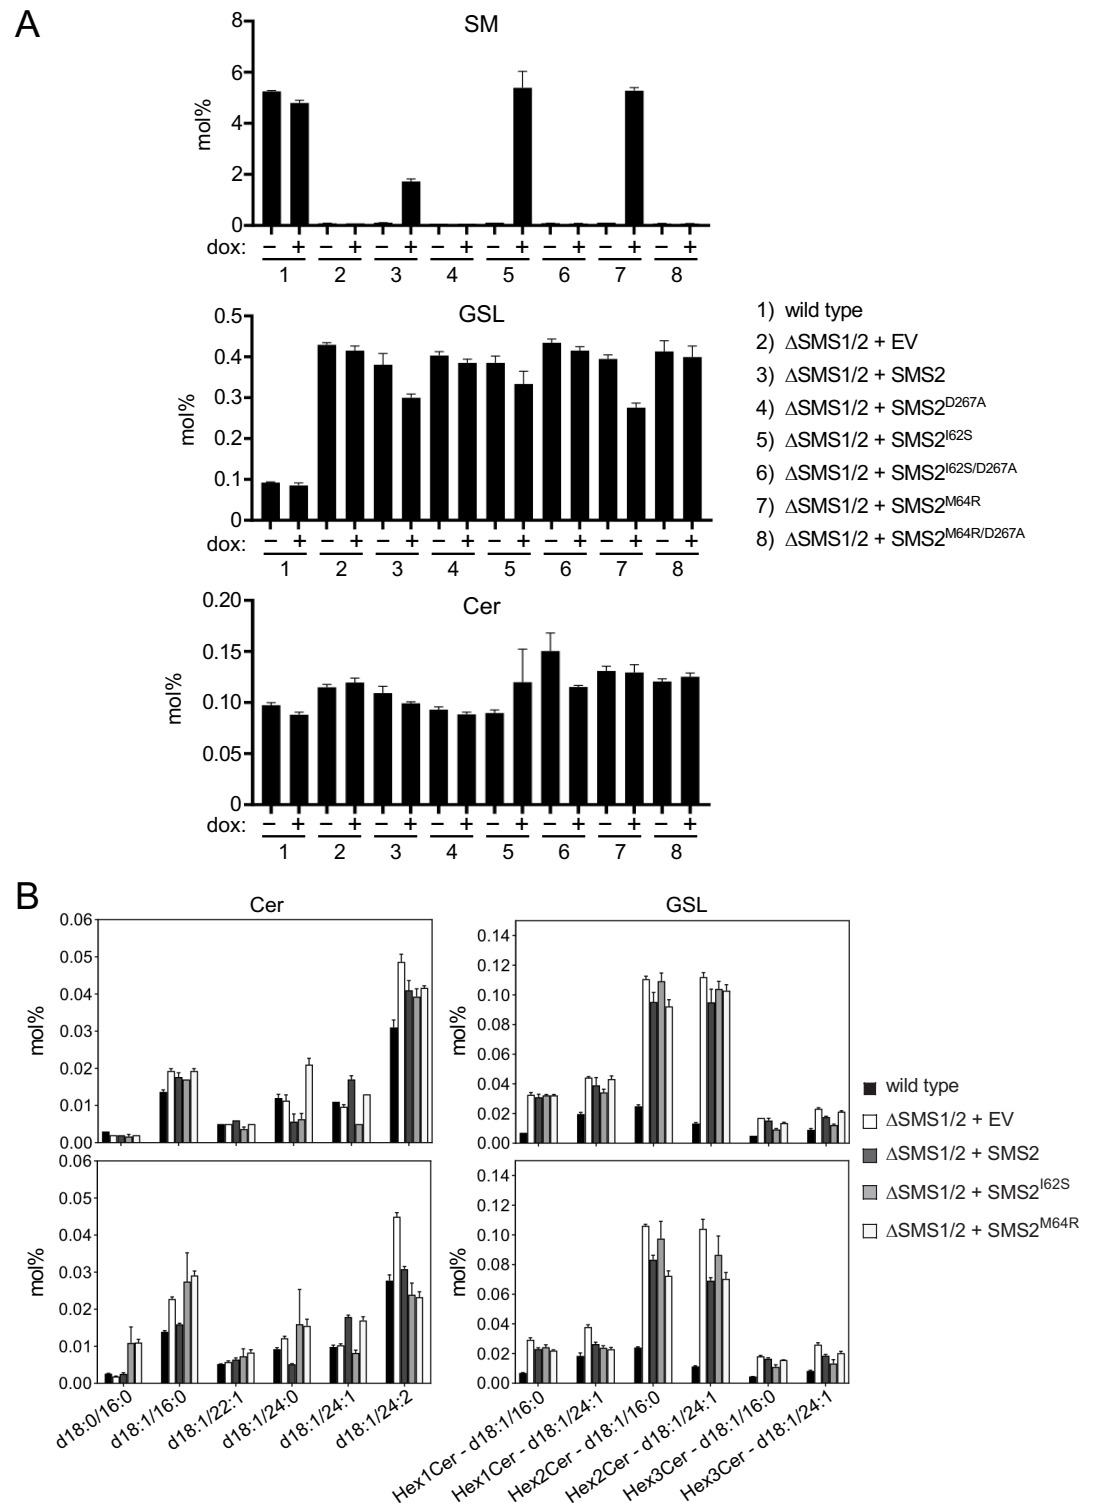 A
SM
mol%
8
6
4
2
0
dox: – + – + – + – + – + – + – + – +
1 2 3 4 5 6 7 8
GSL
mol%
0.5
0.4
0.3
0.2
0.1
0
dox: – + – + – + – + – + – + – + – +
1 2 3 4 5 6 7 8
1) wild type
2) ΔSMS1/2 + EV
3) ΔSMS1/2 + SMS2
4) ΔSMS1/2 + SMS2D267A
5) ΔSMS1/2 + SMS2I62S
6) ΔSMS1/2 + SMS2I62S/D267A
7) ΔSMS1/2 + SMS2M64R
8) ΔSMS1/2 + SMS2M64R/D267A
Cer
mol%
0.20
0.15
0.10
0.05
0
dox: – + – + – + – + – + – + – + – +
1 2 3 4 5 6 7 8
B
Cer
mol%
0.06
0.05
0.04
0.03
0.02
0.01
0.00
mol%
0.06
0.05
0.04
0.03
0.02
0.01
0.00
d18:0/16:0
d18:1/16:0
d18:1/22:1
d18:1/24:0
d18:1/24:1
d18:1/24:2
GSL
mol%
0.14
0.12
0.10
0.08
0.06
0.04
0.02
0.00
mol%
0.14
0.12
0.10
0.08
0.06
0.04
0.02
0.00
Hex1Cer - d18:1/16:0
Hex1Cer - d18:1/24:1
Hex2Cer - d18:1/16:0
Hex2Cer - d18:1/24:1
Hex3Cer - d18:1/16:0
Hex3Cer - d18:1/24:1
wild type
ΔSMS1/2 + EV
ΔSMS1/2 + SMS2
ΔSMS1/2 + SMS2I62S
ΔSMS1/2 + SMS2M64R